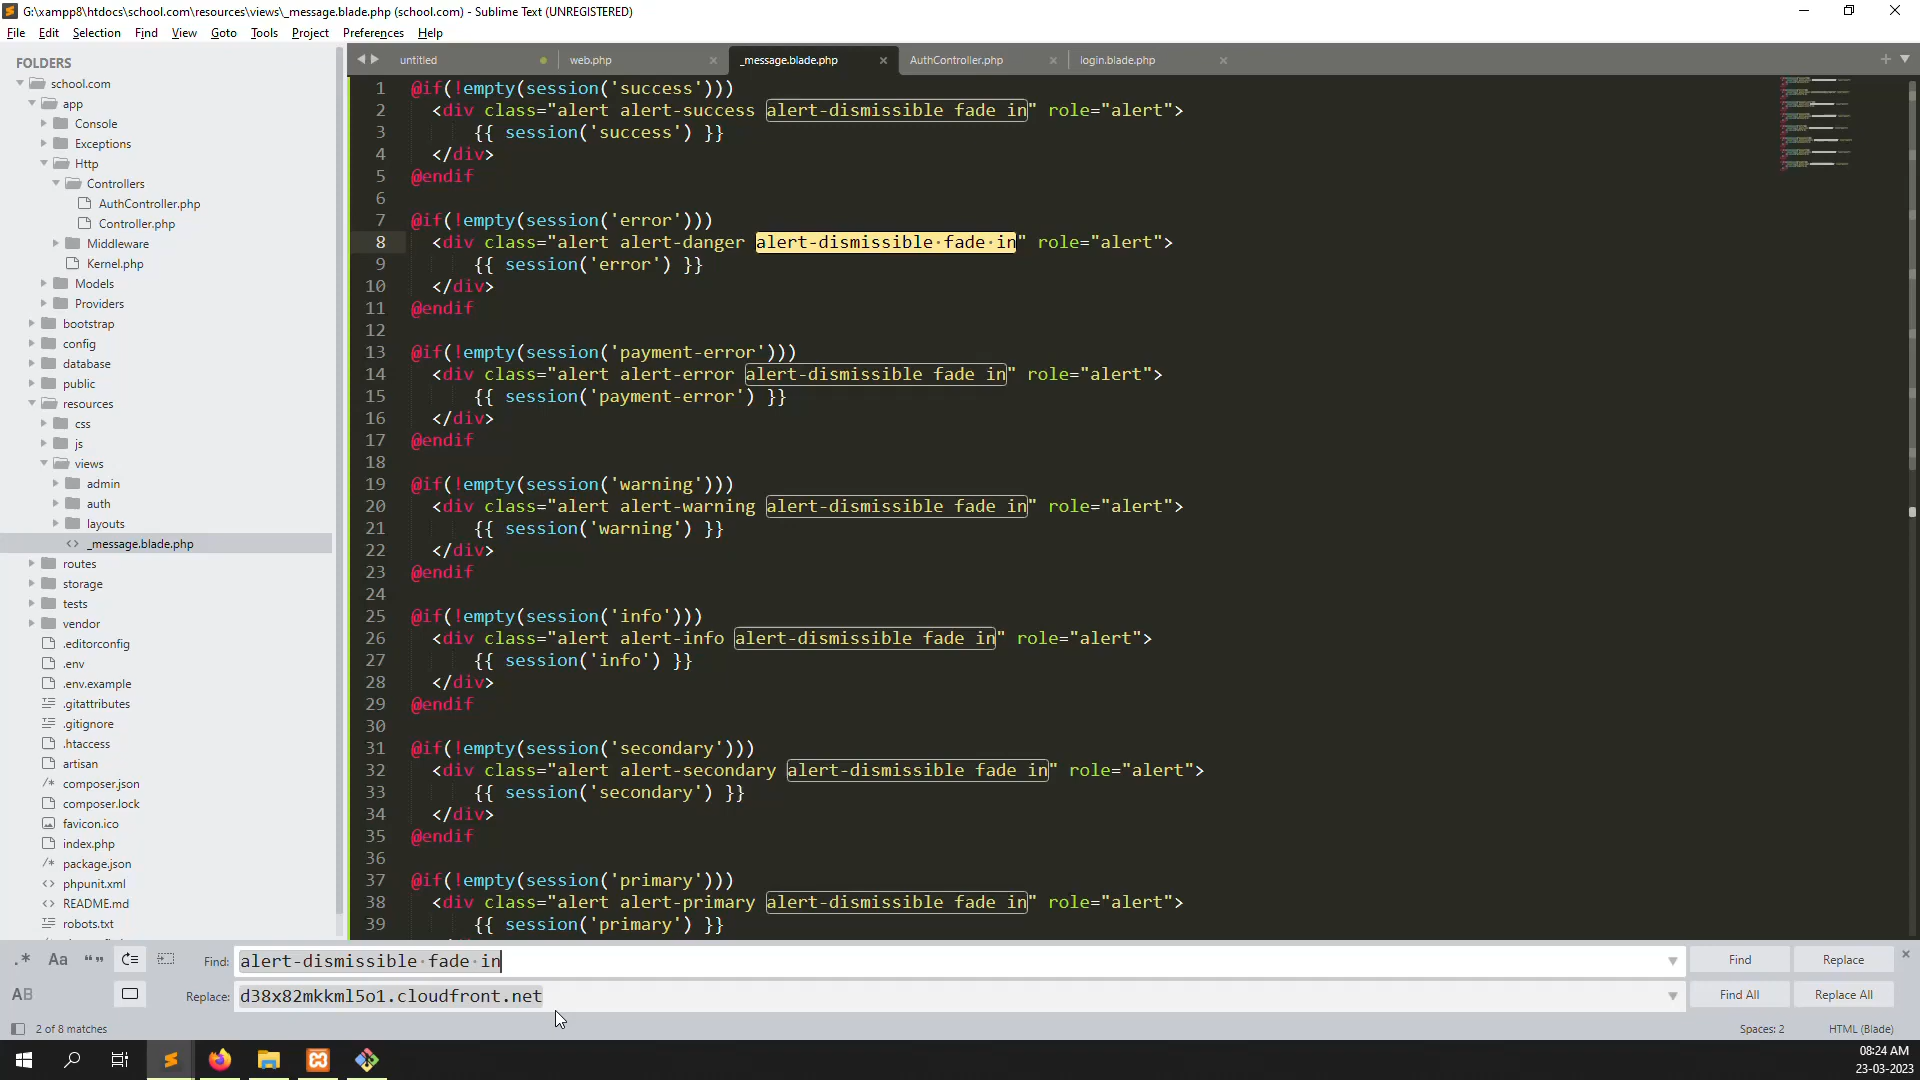 G:\xampp8\htdocs\school.com\resources\views\_message.blade.php (school.com) - Sublime Text (UNREGISTERED)
File Edit Selection Find View Goto Tools Project Preferences Help
FOLDERS
school.com
app
Console
Exceptions
Http
Controllers
AuthController.php
Controller.php
Middleware
Kernel.php
Models
Providers
bootstrap
config
database
public
resources
css
js
views
admin
auth
layouts
_message.blade.php
routes
storage
tests
vendor
.editorconfig
.env
.env.example
.gitattributes
.gitignore
.htaccess
artisan
composer.json
composer.lock
favicon.ico
index.php
package.json
phpunit.xml
README.md
robots.txt
untitled web.php _message.blade.php AuthController.php login.blade.php
1 @if(!empty(session('success')))
2 <div class="alert alert-success alert-dismissible fade in" role="alert">
3 {{ session('success') }}
4 </div>
5 @endif
6
7 @if(!empty(session('error')))
8 <div class="alert alert-danger alert-dismissible·fade·in" role="alert">
9 {{ session('error') }}
10 </div>
11 @endif
12
13 @if(!empty(session('payment-error')))
14 <div class="alert alert-error alert-dismissible fade in" role="alert">
15 {{ session('payment-error') }}
16 </div>
17 @endif
18
19 @if(!empty(session('warning')))
20 <div class="alert alert-warning alert-dismissible fade in" role="alert">
21 {{ session('warning') }}
22 </div>
23 @endif
24
25 @if(!empty(session('info')))
26 <div class="alert alert-info alert-dismissible fade in" role="alert">
27 {{ session('info') }}
28 </div>
29 @endif
30
31 @if(!empty(session('secondary')))
32 <div class="alert alert-secondary alert-dismissible fade in" role="alert">
33 {{ session('secondary') }}
34 </div>
35 @endif
36
37 @if(!empty(session('primary')))
38 <div class="alert alert-primary alert-dismissible fade in" role="alert">
39 {{ session('primary') }}
.* Aa “” Find: alert-dismissible·fade·in Find Replace
AB Replace: d38x82mkkml5o1.cloudfront.net Find All Replace All
2 of 8 matches Spaces: 2 HTML (Blade)
08:24 AM
23-03-2023